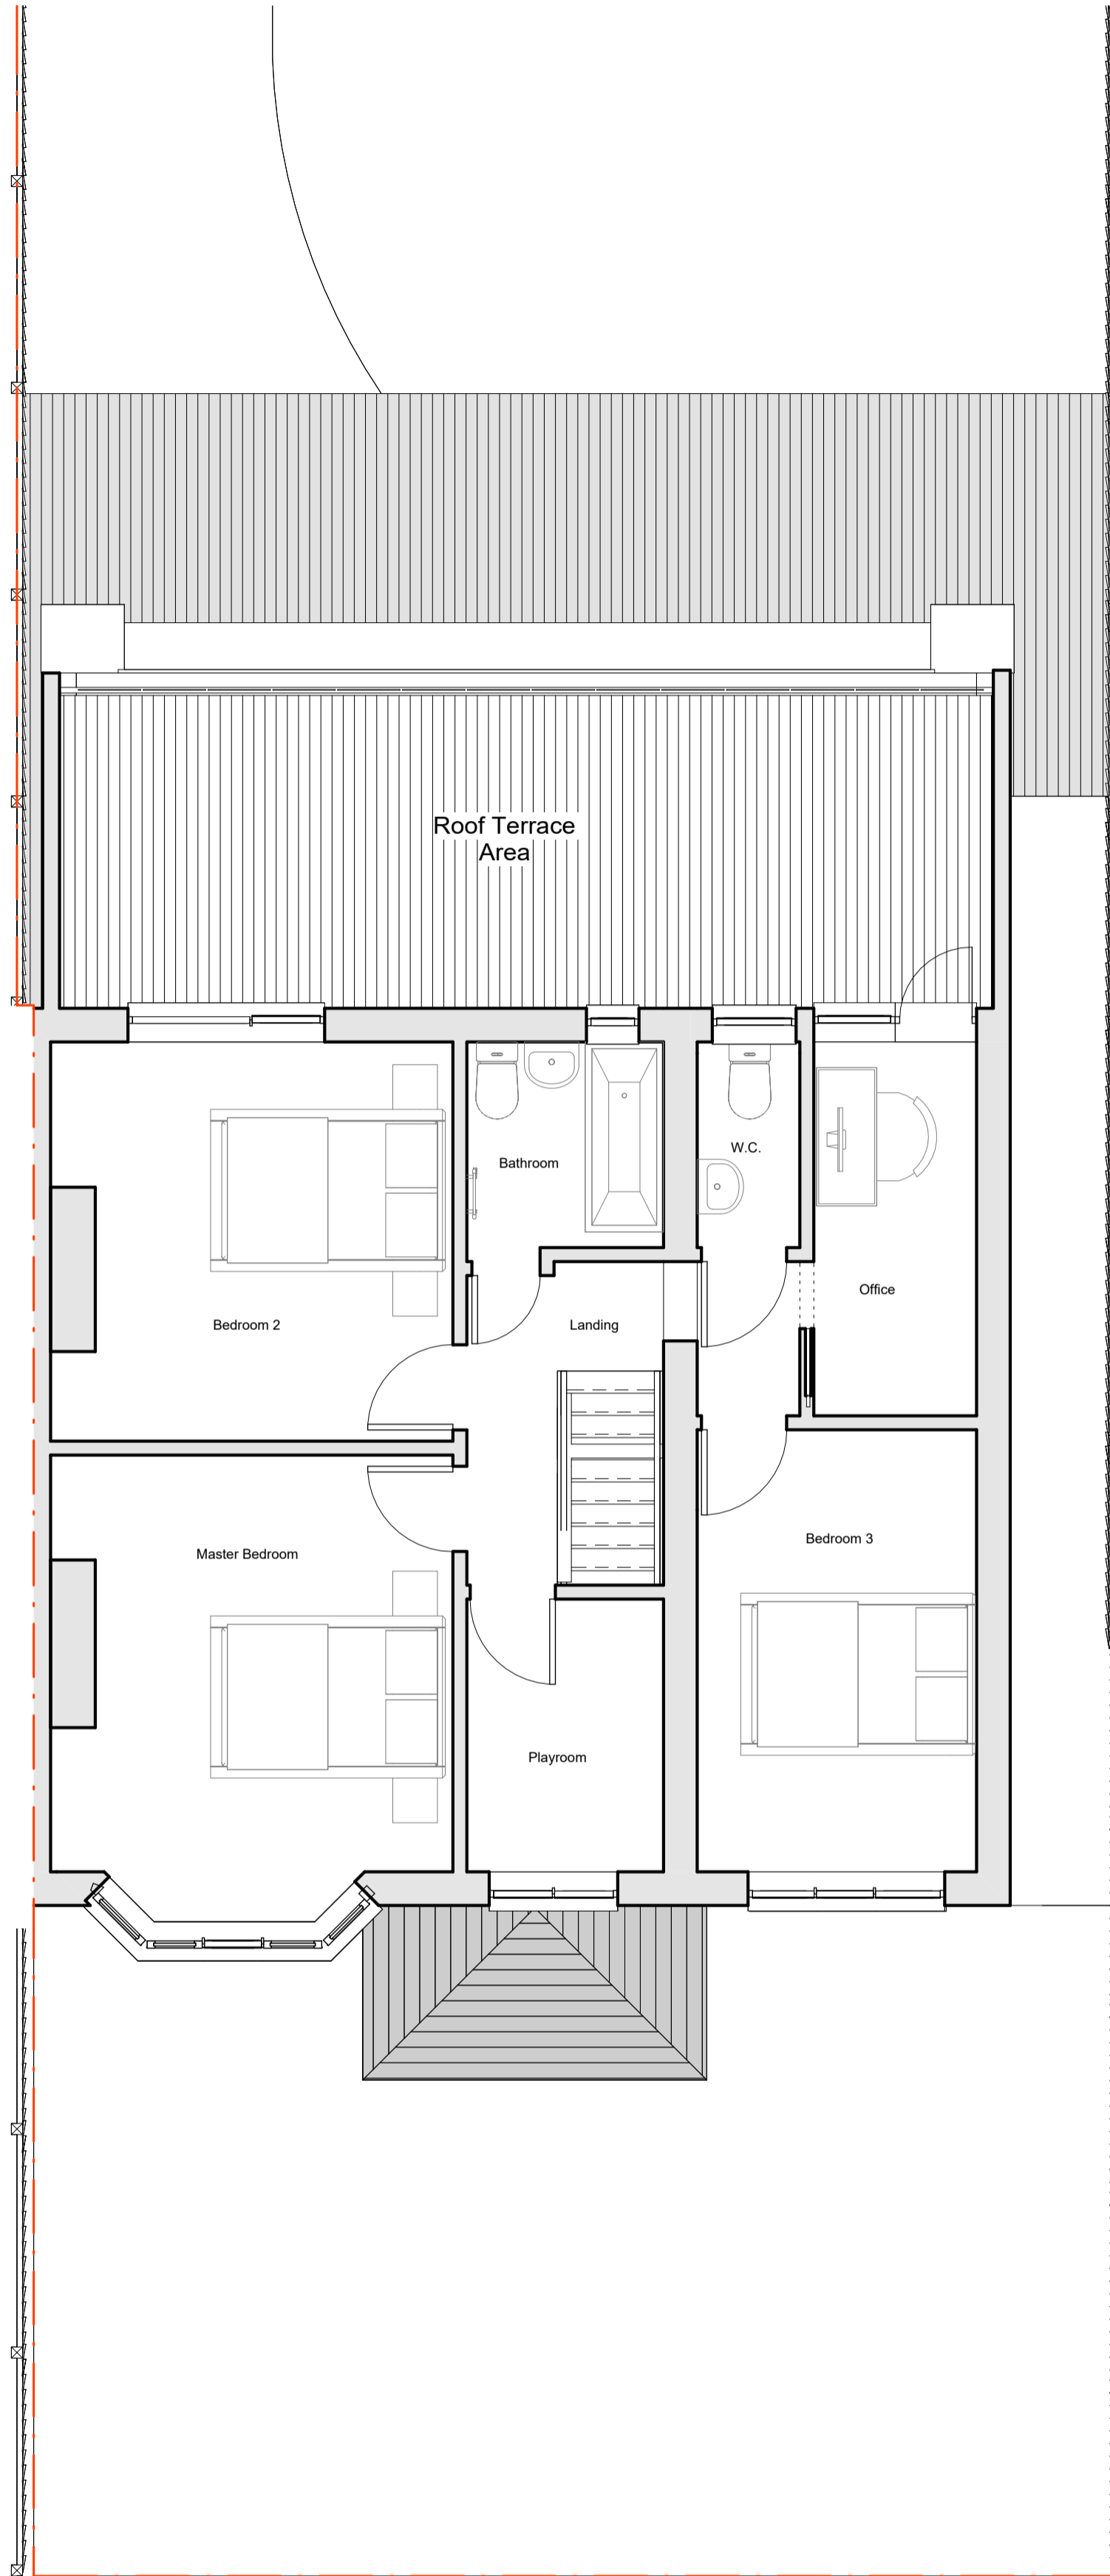 Roof Terrace
Area
W.C.
Bathroom
Office
Bedroom 2
Landing
Bedroom 3
Master Bedroom
Playroom